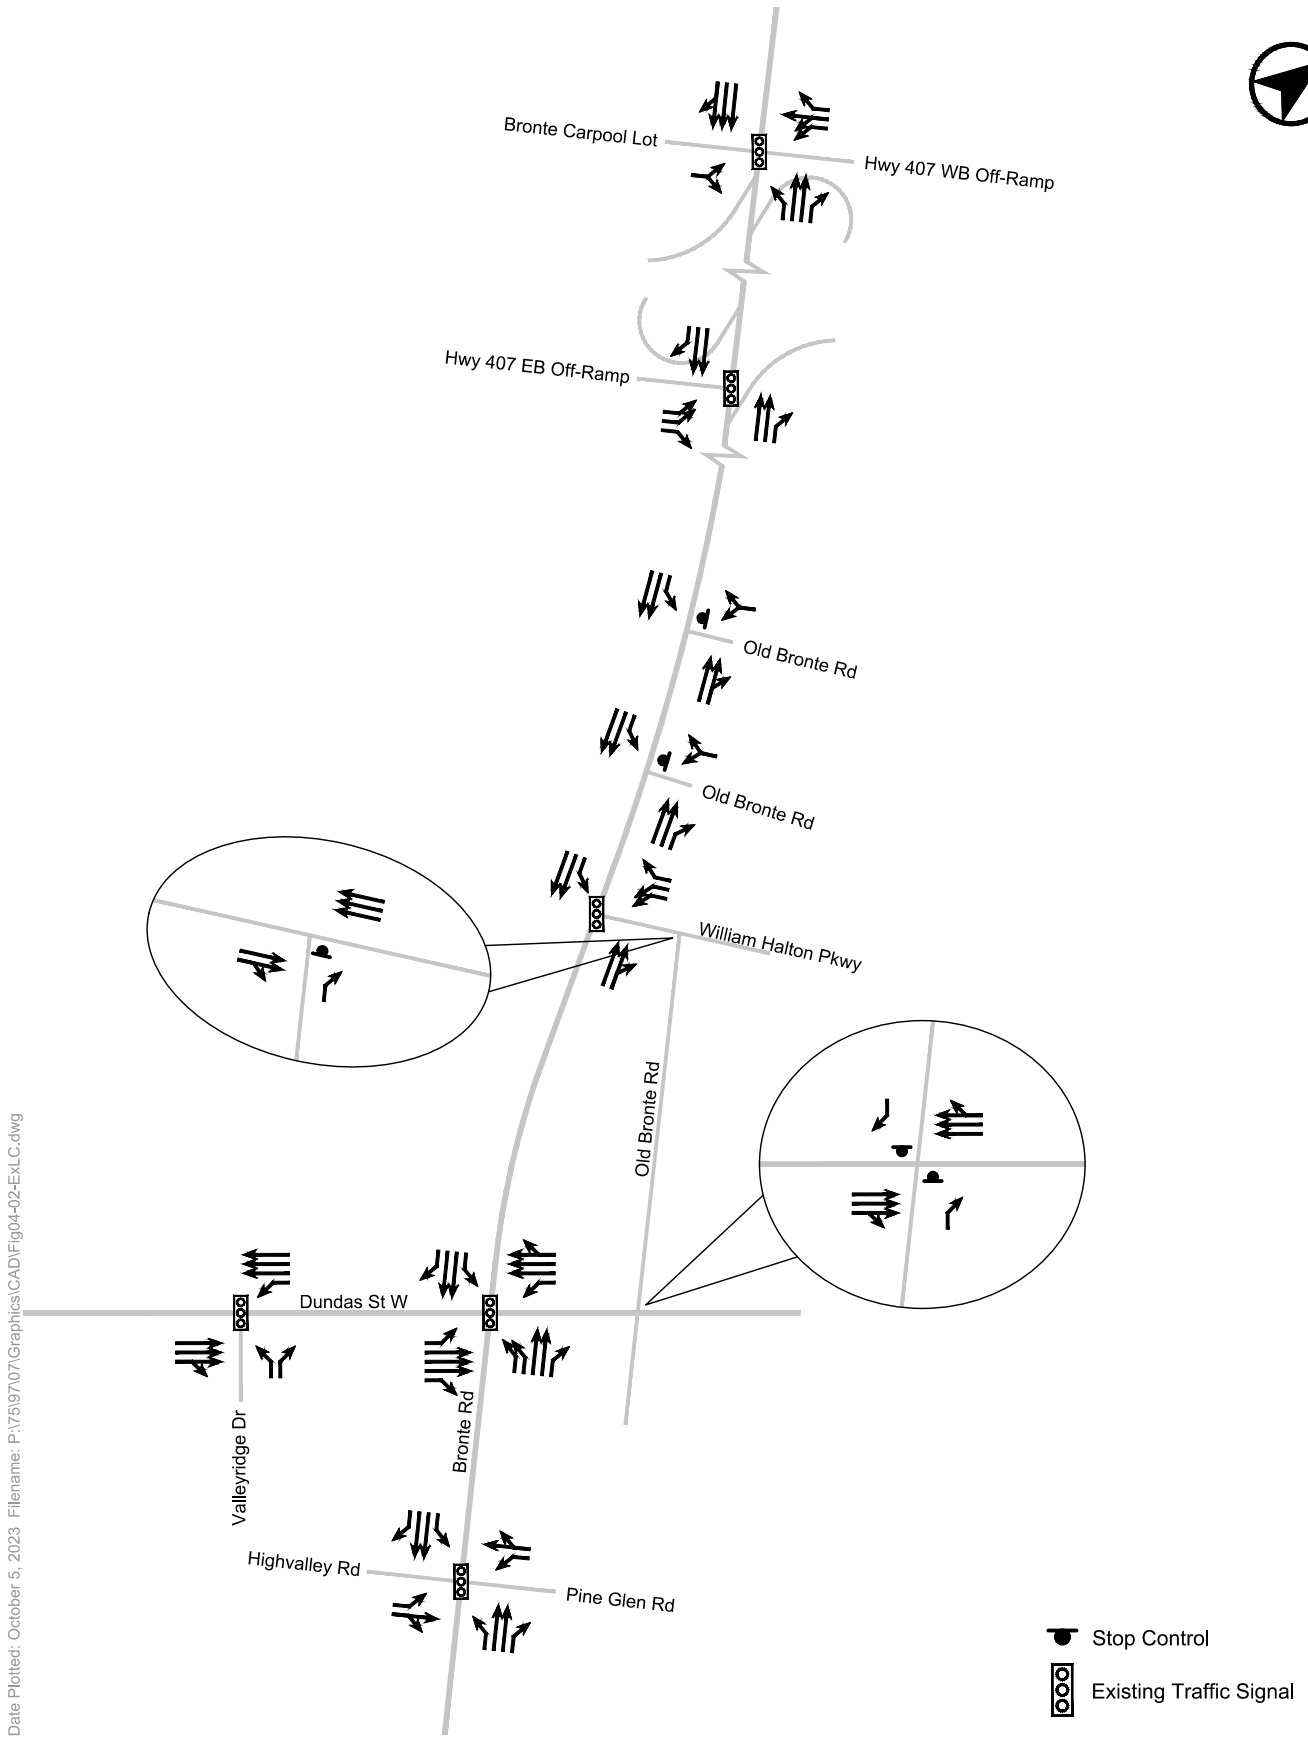 Bronte Carpool Lot
Hwy 407 WB Off-Ramp
Hwy 407 EB Off-Ramp
Old Bronte Rd
Old Bronte Rd
William Halton Pkwy
Old Bronte Rd
Dundas St W
Bronte Rd
Valleyridge Dr
Highvalley Rd
Pine Glen Rd
Stop Control
Existing Traffic Signal
Date Plotted: October 5, 2023 Filename: P:\75\97\07\Graphics\CAD\Fig04-02-ExLC.dwg